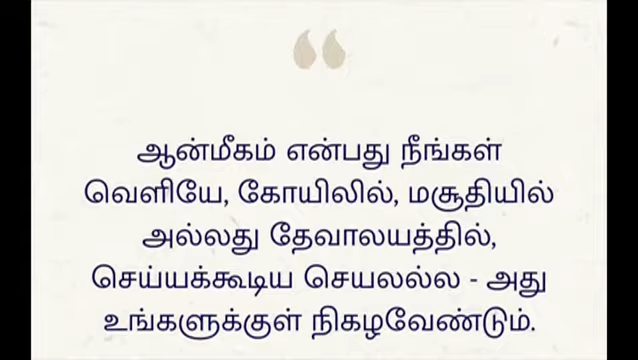 ஆன்மீகம் என்பது நீங்கள்
வெளியே, கோயிலில், மசூதியில்
அல்லது தேவாலயத்தில்,
செய்யக்கூடிய செயலல்ல - அது
உங்களுக்குள் நிகழவேண்டும்.